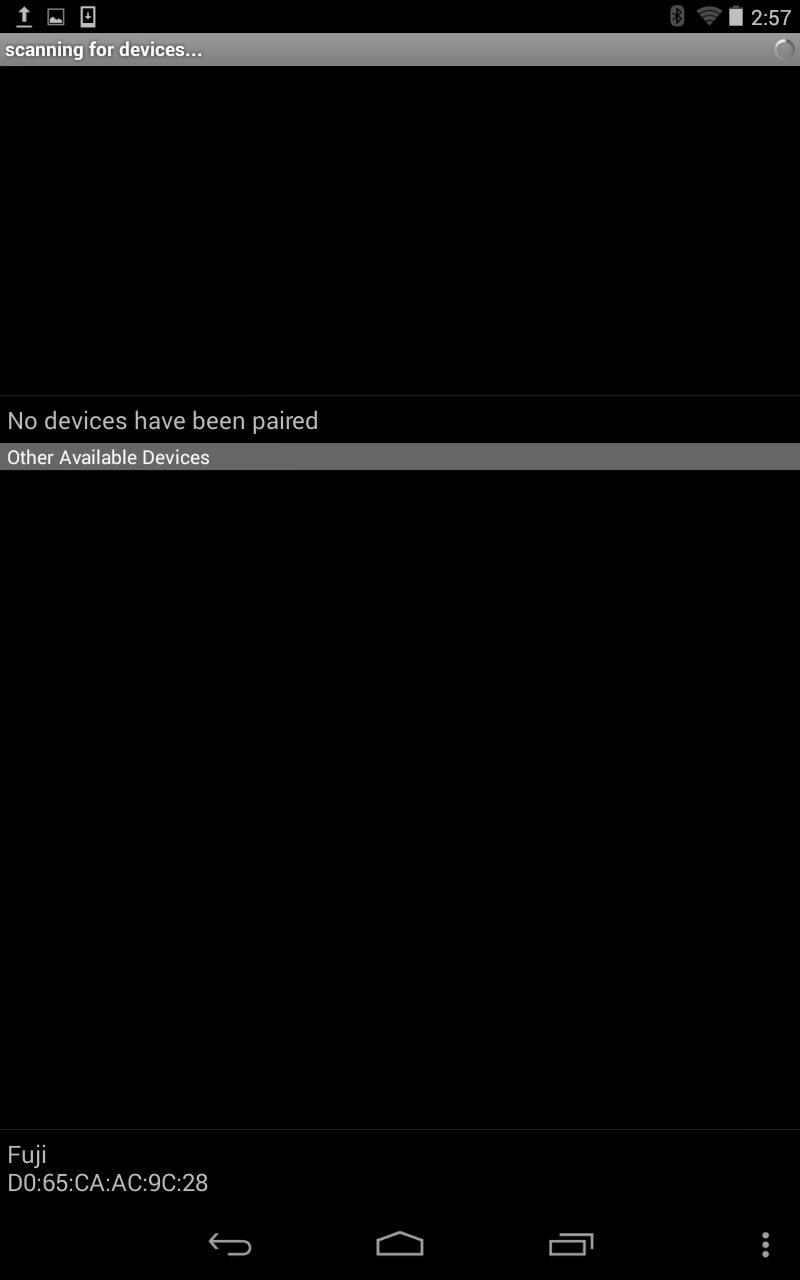 2:57
scanning for devices...
No devices have been paired
Other Available Devices
Fuji
D0:65:CA:AC:9C:28